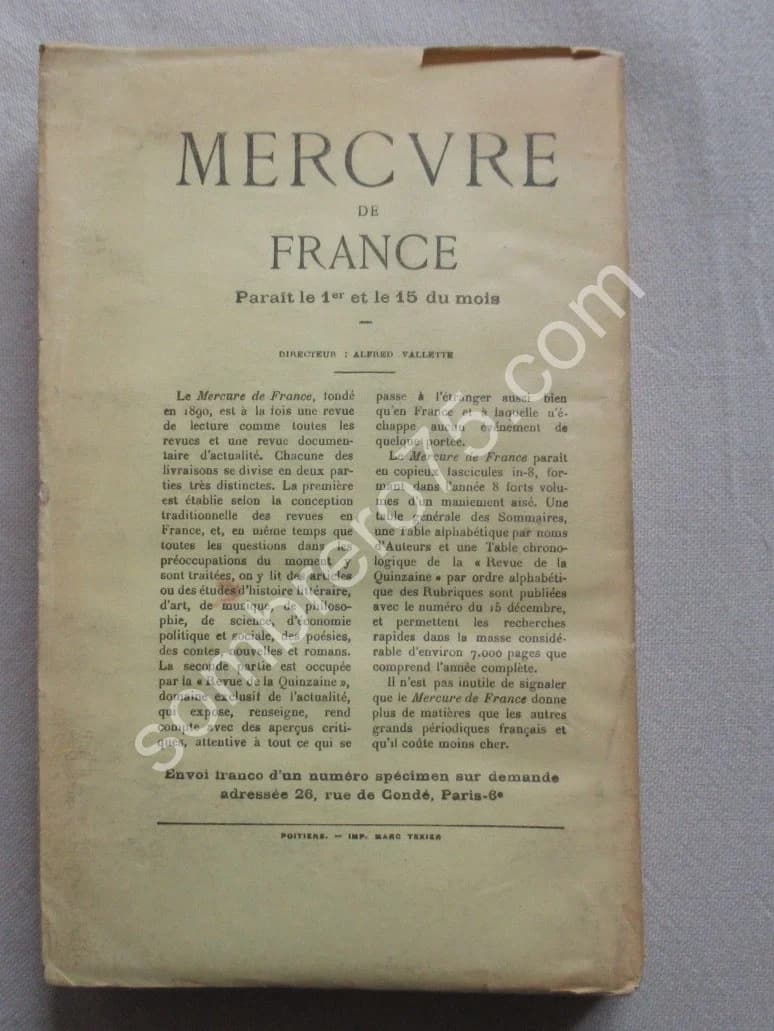 MERCVRE
DE
FRANCE
Paraît le 1er et le 15 du mois
DIRECTEUR : ALFRED VALLETTE
Le Mercure de France, fondé
en 1890, est à la fois une revue
de lecture comme toutes les
revues et une revue documen-
taire d'actualité. Chacune des
livraisons se divise en deux par-
ties très distinctes. La première
est établie selon la conception
traditionnelle des revues en
France, et, en même temps que
toutes les questions dans les
préoccupations du moment y
sont traitées, on y lit des articles
ou des études d'histoire littéraire,
d'art, de musique, de philoso-
phie, de science, d'économie
politique et sociale, des poésies,
des contes, nouvelles et romans.
La seconde partie est occupée
par la « Revue de la Quinzaine »,
domaine exclusif de l'actualité,
qui expose, renseigne, rend
compte avec des aperçus criti-
ques, attentive à tout ce qui se
passe à l'étranger aussi bien
qu'en France et à laquelle n'é-
chappe aucun événement de
quelque portée.
Le Mercure de France paraît
en copieux fascicules in-8, for-
mant dans l'année 8 forts volu-
mes d'un maniement aisé. Une
table générale des Sommaires,
une Table alphabétique par noms
d'Auteurs et une Table chrono-
logique de la « Revue de la
Quinzaine » par ordre alphabéti-
que des Rubriques sont publiées
avec le numéro du 15 décembre,
et permettent les recherches
rapides dans la masse considé-
rable d'environ 7.000 pages que
comprend l'année complète.
Il n'est pas inutile de signaler
que le Mercure de France donne
plus de matières que les autres
grands périodiques français et
qu'il coûte moins cher.
Envoi franco d'un numéro spécimen sur demande
adressée 26, rue de Condé, Paris-6e
POITIERS. — IMP. MARC TEXIER
sombrero75.com